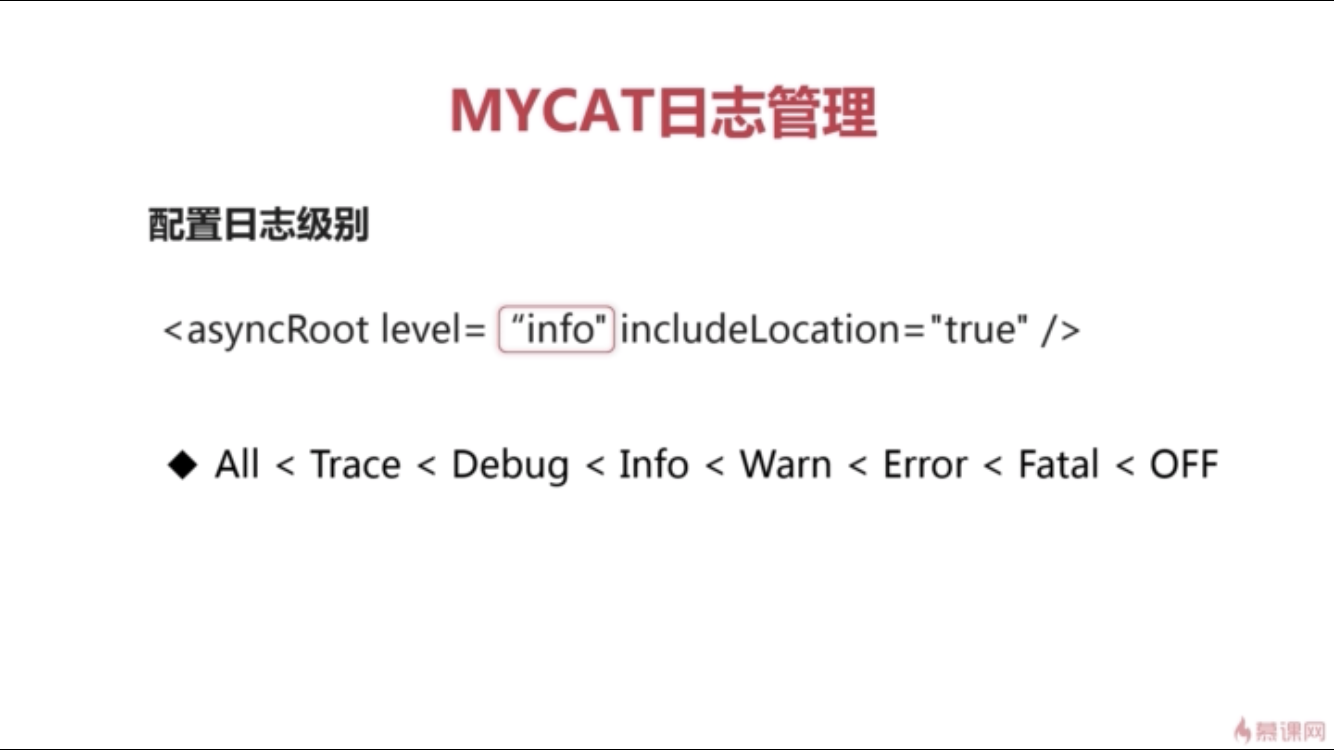 MYCAT日志管理
配置日志级别
<asyncRoot level= “info" includeLocation="true" />
◆ All < Trace < Debug < Info < Warn < Error < Fatal < OFF
慕课网